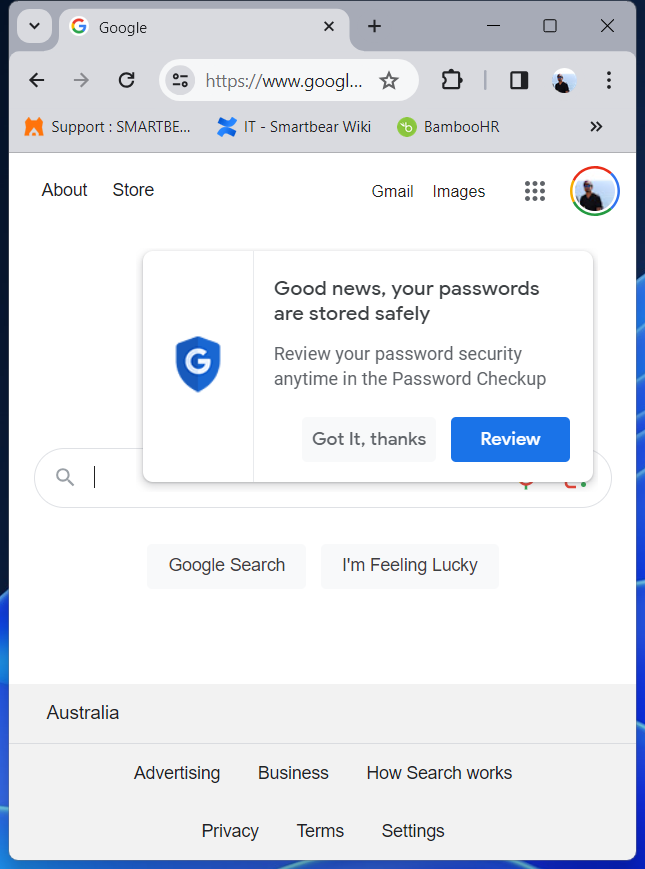 Google
https://www.googl...
Support : SMARTBE...
IT - Smartbear Wiki
BambooHR
About
Store
Gmail
Images
Good news, your passwords
are stored safely
Review your password security
anytime in the Password Checkup
Got It, thanks
Review
Google Search
I'm Feeling Lucky
Australia
Advertising
Business
How Search works
Privacy
Terms
Settings